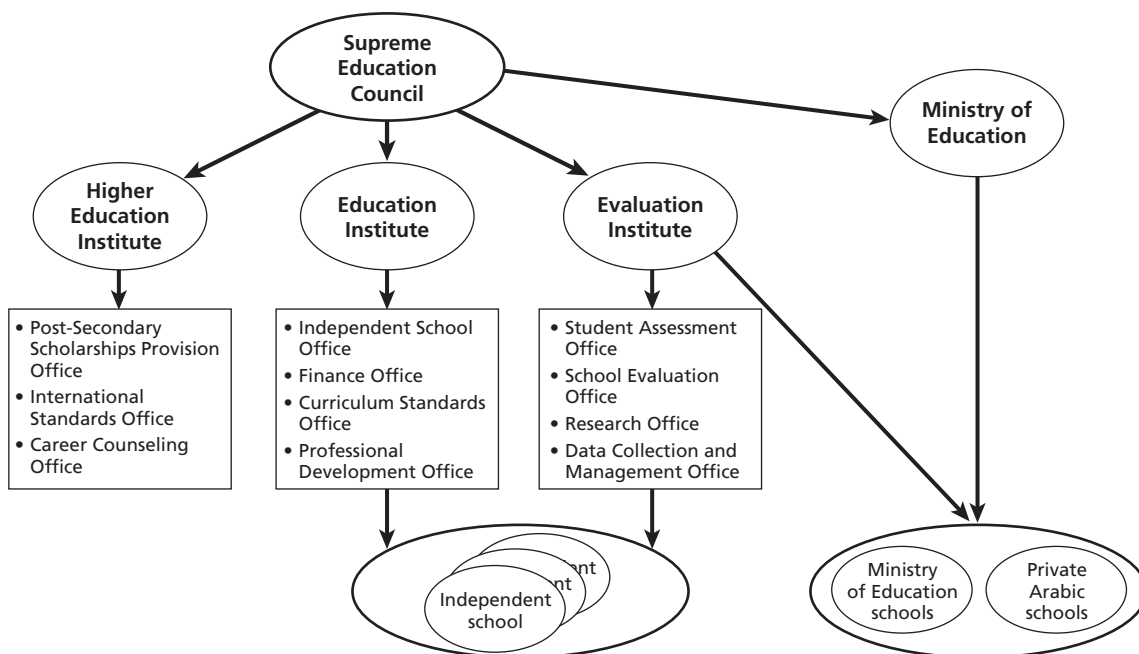 Supreme
Education
Council
Ministry of
Education
Higher
Education
Institute
Education
Institute
Evaluation
Institute
• Post-Secondary
Scholarships Provision
Office
• International
Standards Office
• Career Counseling
Office
• Independent School
Office
• Finance Office
• Curriculum Standards
Office
• Professional
Development Office
• Student Assessment
Office
• School Evaluation
Office
• Research Office
• Data Collection and
Management Office
Independent
school
Ministry
of Education
schools
Private
Arabic
schools